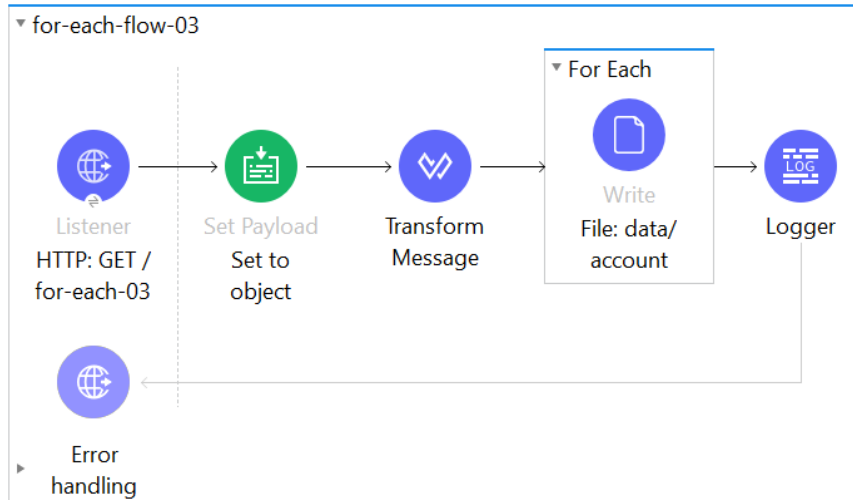 for-each-flow-03
For Each
LOG
Listener
HTTP: GET /
for-each-03
Set Payload
Set to
object
Transform
Message
Write
File: data/
account
Logger
Error
handling